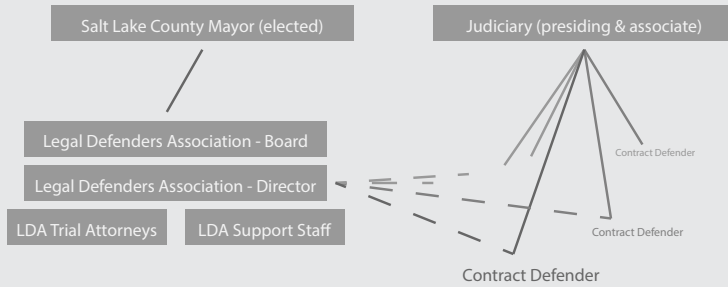 Salt Lake County Mayor (elected)
Judiciary (presiding & associate)
Legal Defenders Association - Board
Contract Defender
Legal Defenders Association - Director
LDA Trial Attorneys
LDA Support Staff
Contract Defender
Contract Defender